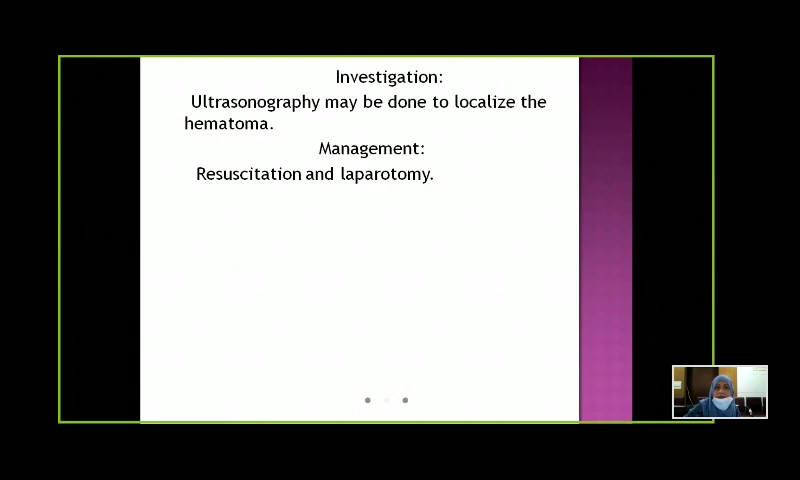 Investigation:
Ultrasonography may be done to localize the
hematoma.
Management:
Resuscitation and laparotomy.